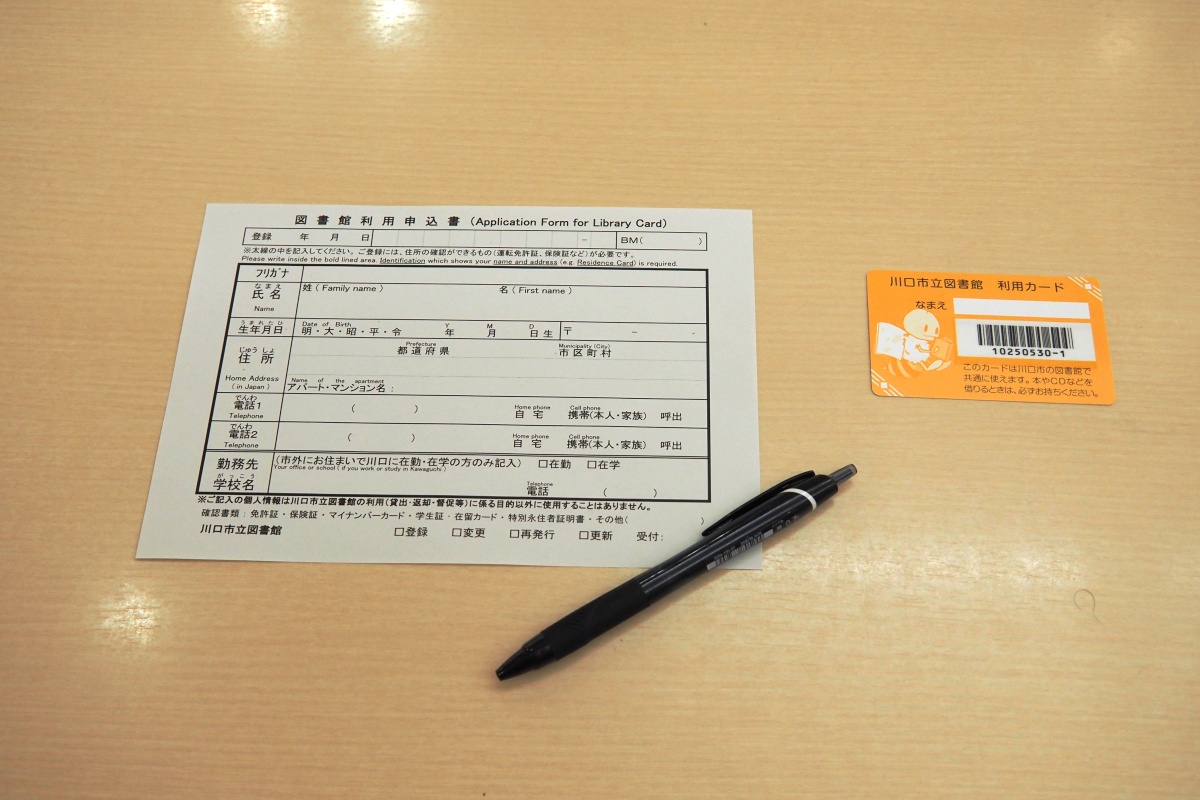 図書館利用申込書 (Application Form for Library Card)
登録 年 月 日 - BM( )
※太線の中を記入してください。ご登録には、住所の確認ができるもの(運転免許証、保険証など)が必要です。
Please write inside the bold lined area. Identification which shows your name and address (e.g. Residence Card) is required.
フリガナ
なまえ
氏名 姓 ( Family name ) 名 ( First name )
Name
うまれたひ Date of Birth Y M D
生年月日 明・大・昭・平・令 年 月 日生 〒 - -
じゅうしょ Prefecture Municipality (City)
住所 都道府県 市区町村
Home Address
( in Japan ) Name of the apartment
アパート・マンション名:
でんわ Home phone Cell phone
電話1 ( ) 自宅 携帯(本人・家族) 呼出
Telephone
でんわ Home phone Cell phone
電話2 ( ) 自宅 携帯(本人・家族) 呼出
Telephone
勤務先 (市外にお住まいで川口に在勤・在学の方のみ記入) □在勤 □在学
Your office or school ( if you work or study in Kawaguchi )
がっこう Telephone
学校名 電話 ( )
※ご記入の個人情報は川口市立図書館の利用(貸出・返却・督促等)に係る目的以外に使用することはありません。
確認書類:免許証・保険証・マイナンバーカード・学生証・在留カード・特別永住者証明書・その他( )
川口市立図書館 □登録 □変更 □再発行 □更新 受付:
川口市立図書館 利用カード
なまえ
10250530-1
このカードは川口市の図書館で
共通に使えます。本やCDなどを
借りるときは、必ずお持ちください。